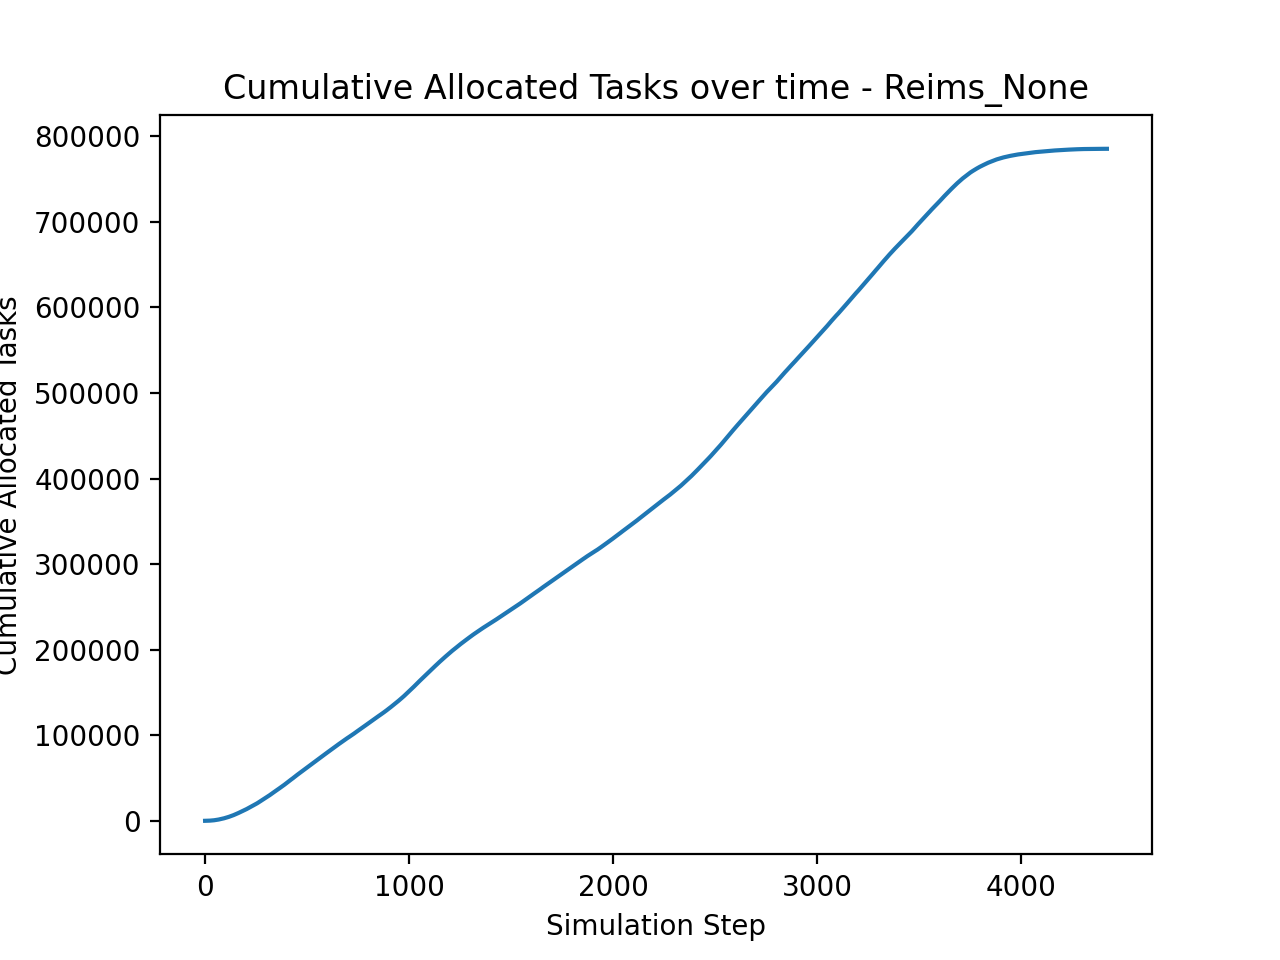 Cumulative Allocated Tasks over time - Reims_None
Cumulative Allocated Tasks
800000
700000
600000
500000
400000
300000
200000
100000
0
0 1000 2000 3000 4000
Simulation Step